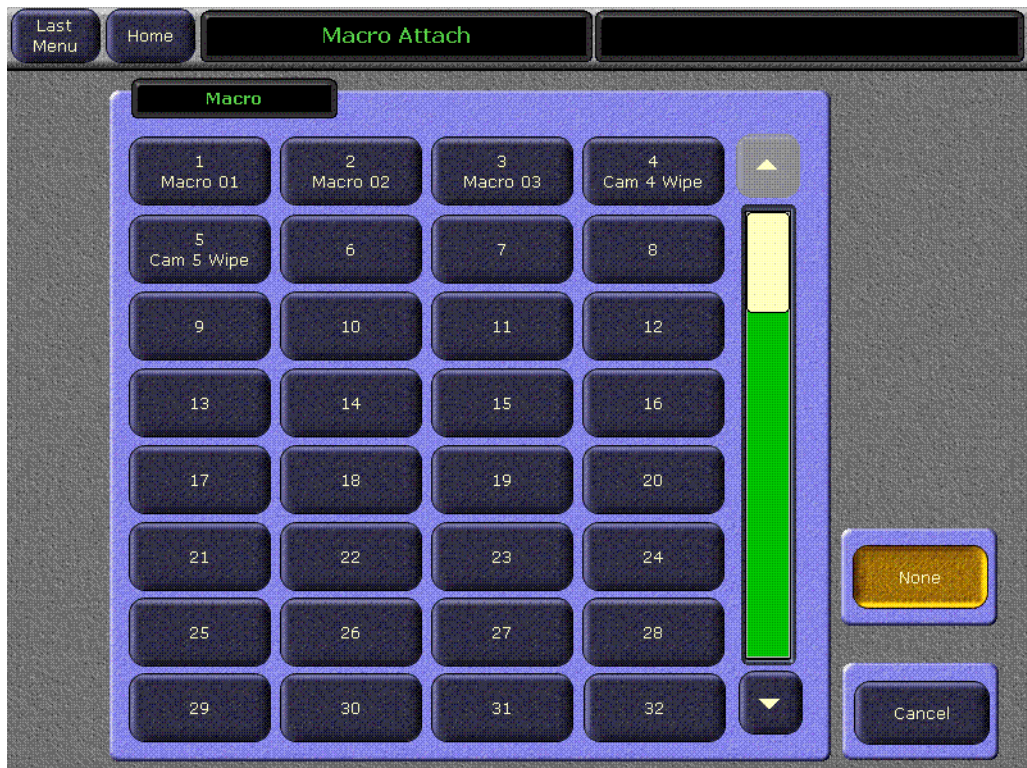 Last
Menu
Home
Macro Attach
Macro
1
Macro 01
2
Macro 02
3
Macro 03
4
Cam 4 Wipe
5
Cam 5 Wipe
6
7
8
9
10
11
12
13
14
15
16
17
18
19
20
21
22
23
24
25
26
27
28
29
30
31
32
None
Cancel